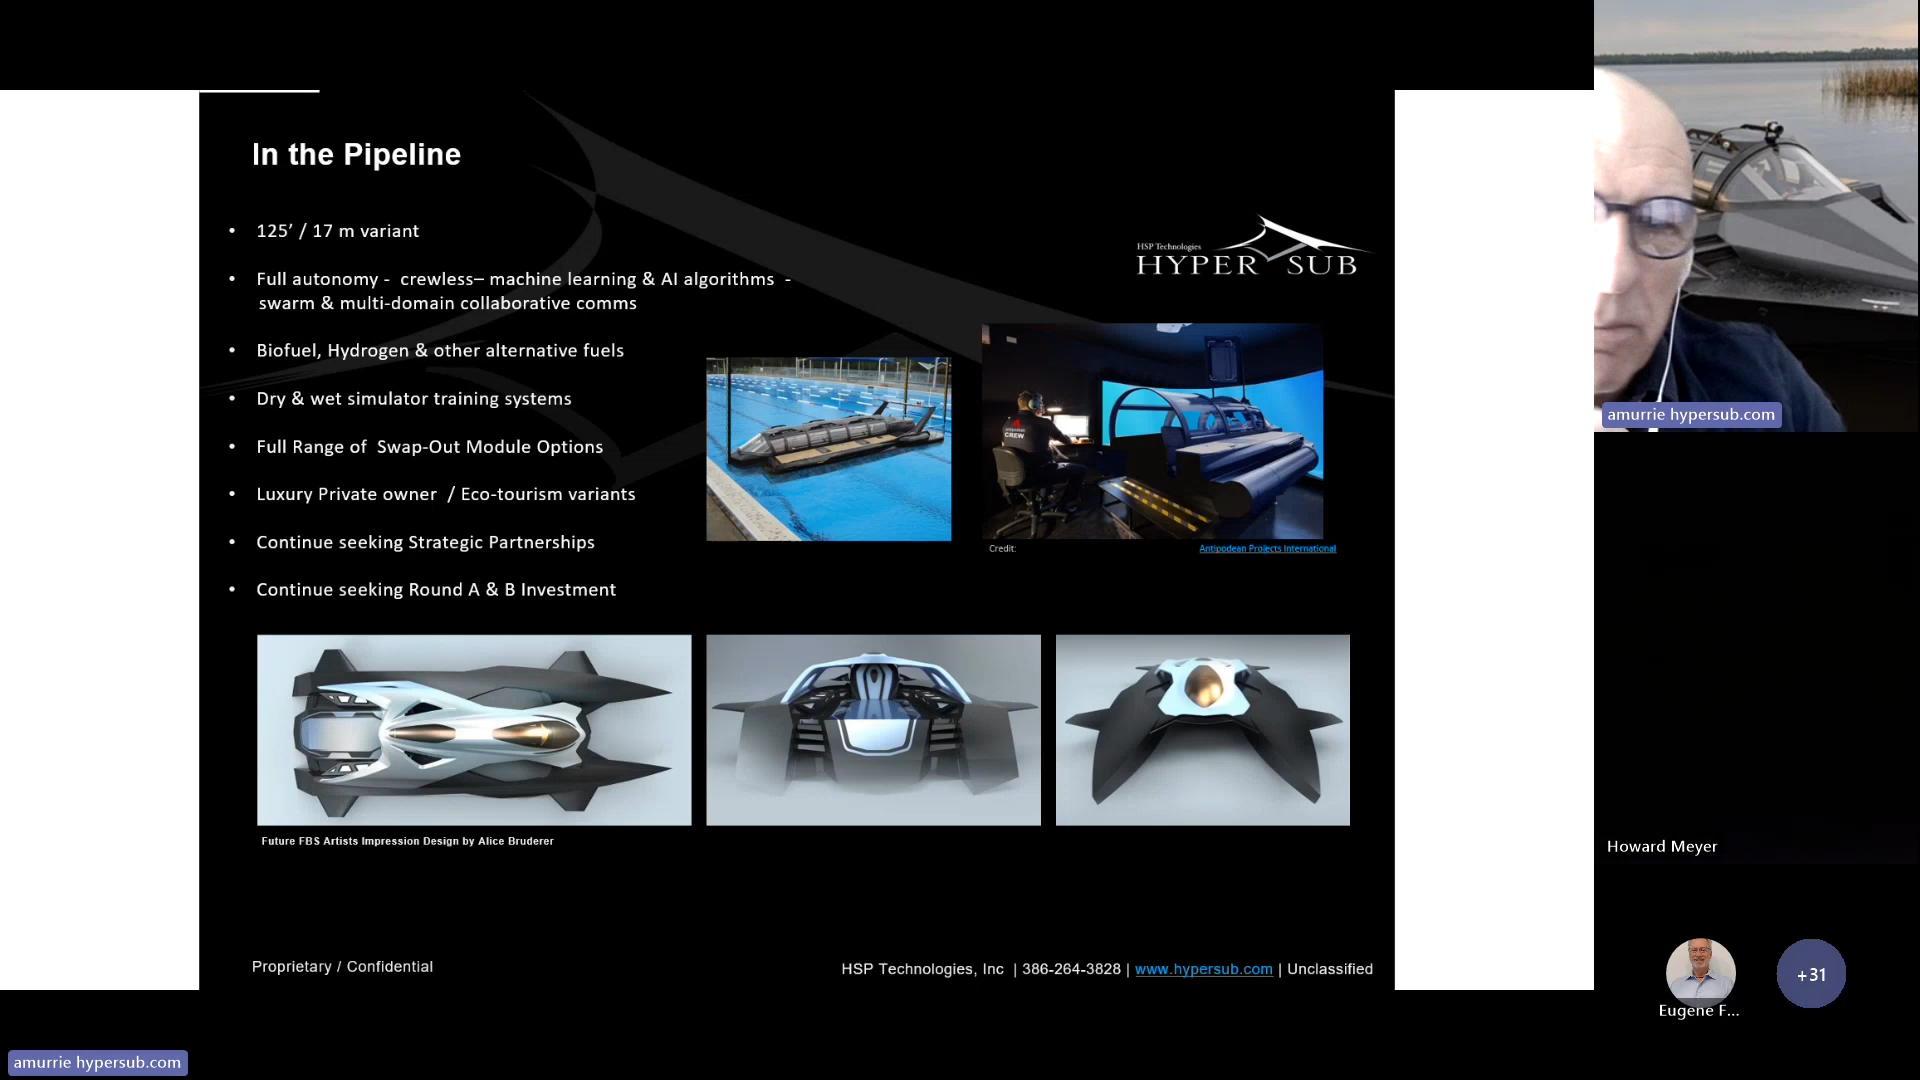 In the Pipeline
• 125’ / 17 m variant
• Full autonomy - crewless– machine learning & AI algorithms -
swarm & multi-domain collaborative comms
• Biofuel, Hydrogen & other alternative fuels
• Dry & wet simulator training systems
• Full Range of Swap-Out Module Options
• Luxury Private owner / Eco-tourism variants
• Continue seeking Strategic Partnerships
• Continue seeking Round A & B Investment
HSP Technologies
HYPER SUB
CREW
Credit: Antipodean Projects International
Future FBS Artists Impression Design by Alice Bruderer
Proprietary / Confidential
HSP Technologies, Inc | 386-264-3828 | www.hypersub.com | Unclassified
amurrie hypersub.com
Howard Meyer
Eugene F...
+31
amurrie hypersub.com